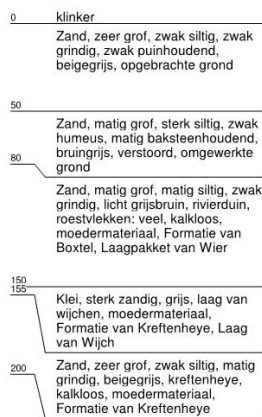 0 klinker
Zand, zeer grof, zwak siltig, zwak
grindig, zwak puinhoudend,
beigegrijs, opgebrachte grond
50
Zand, matig grof, sterk siltig, zwak
humeus, matig baksteenhoudend,
bruingrijs, verstoord, omgewerkte
80
grond
Zand, matig grof, matig siltig, zwak
grindig, licht grijsbruin, rivierduin,
roestvlekken: veel, kalkloos,
moedermateriaal, Formatie van
Boxtel, Laagpakket van Wier
150
155
Klei, sterk zandig, grijs, laag van
wijchen, moedermateriaal,
Formatie van Kreftenheye, Laag
van Wijch
200 Zand, zeer grof, zwak siltig, matig
grindig, beigegrijs, kreftenheye,
kalkloos, moedermateriaal,
Formatie van Kreftenheye